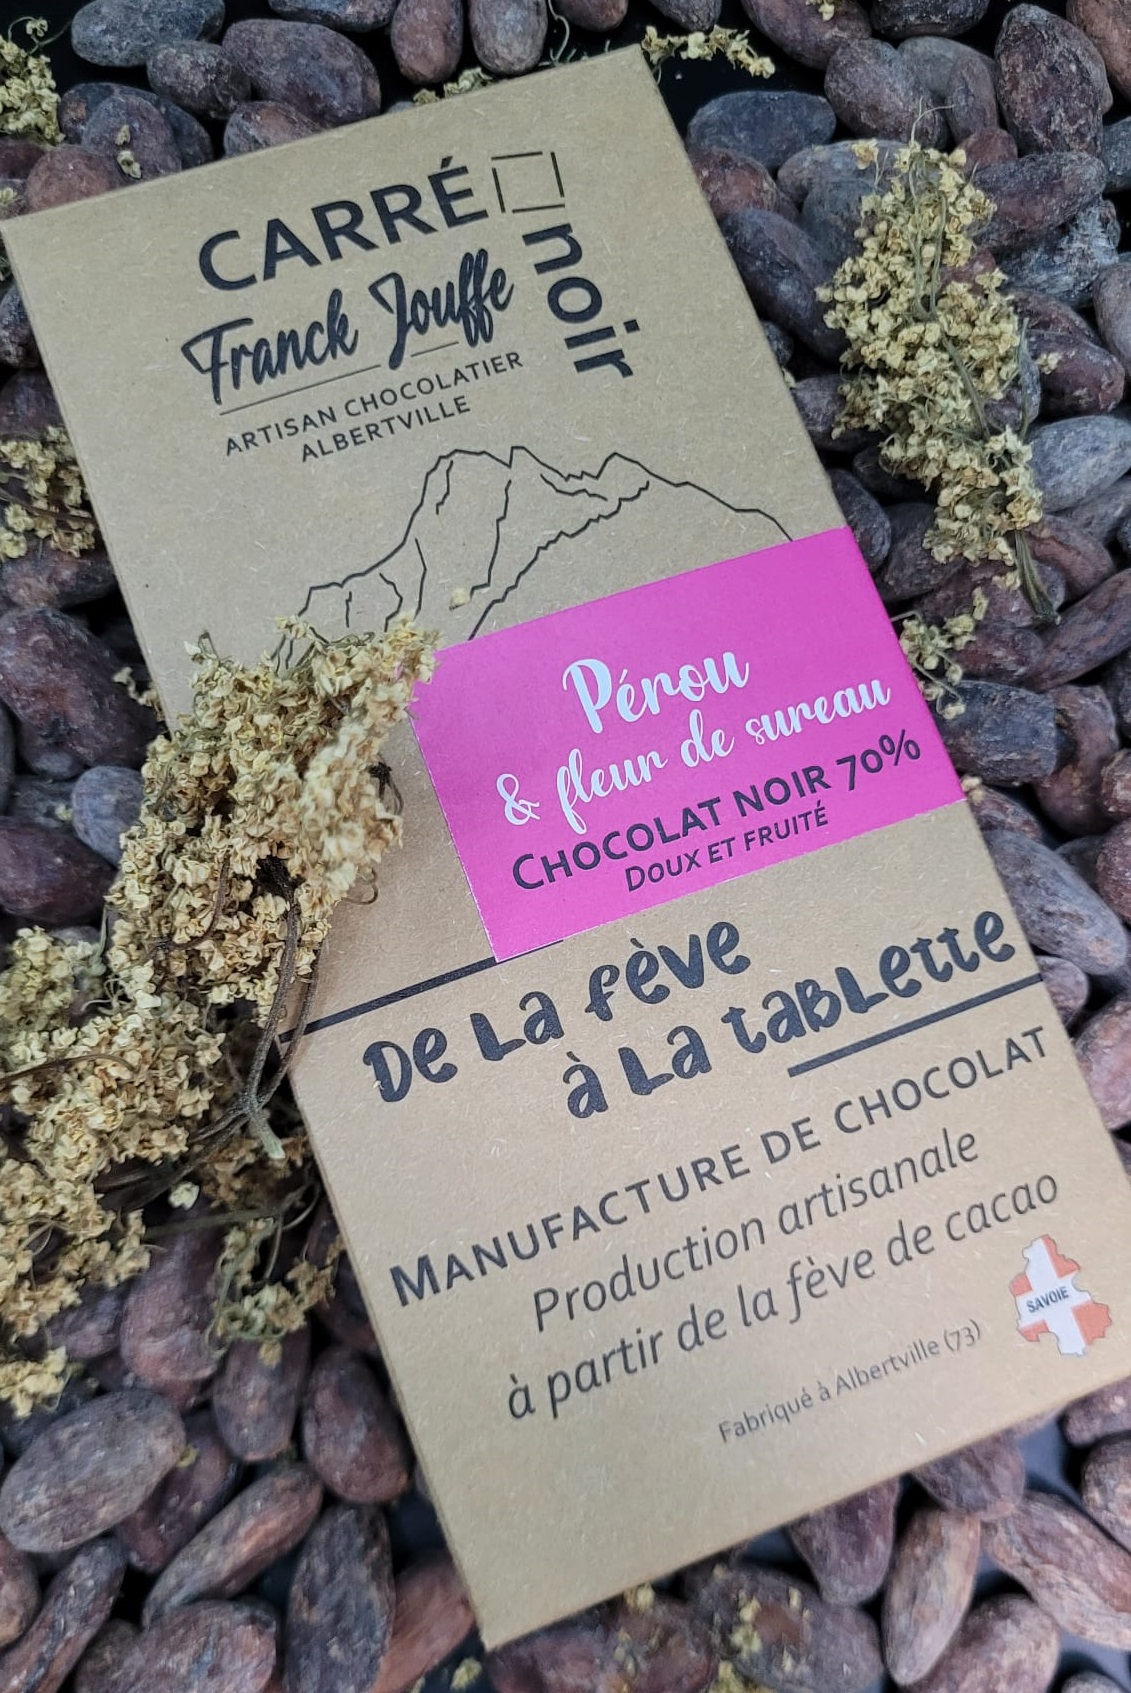 CARRÉ
noir
Franck Jouffe
ARTISAN CHOCOLATIER
ALBERTVILLE
Pérou
& fleur de sureau
CHOCOLAT NOIR 70%
DOUX ET FRUITÉ
De La fève
à La tablette
MANUFACTURE DE CHOCOLAT
Production artisanale
à partir de la fève de cacao
SAVOIE
Fabriqué à Albertville (73)